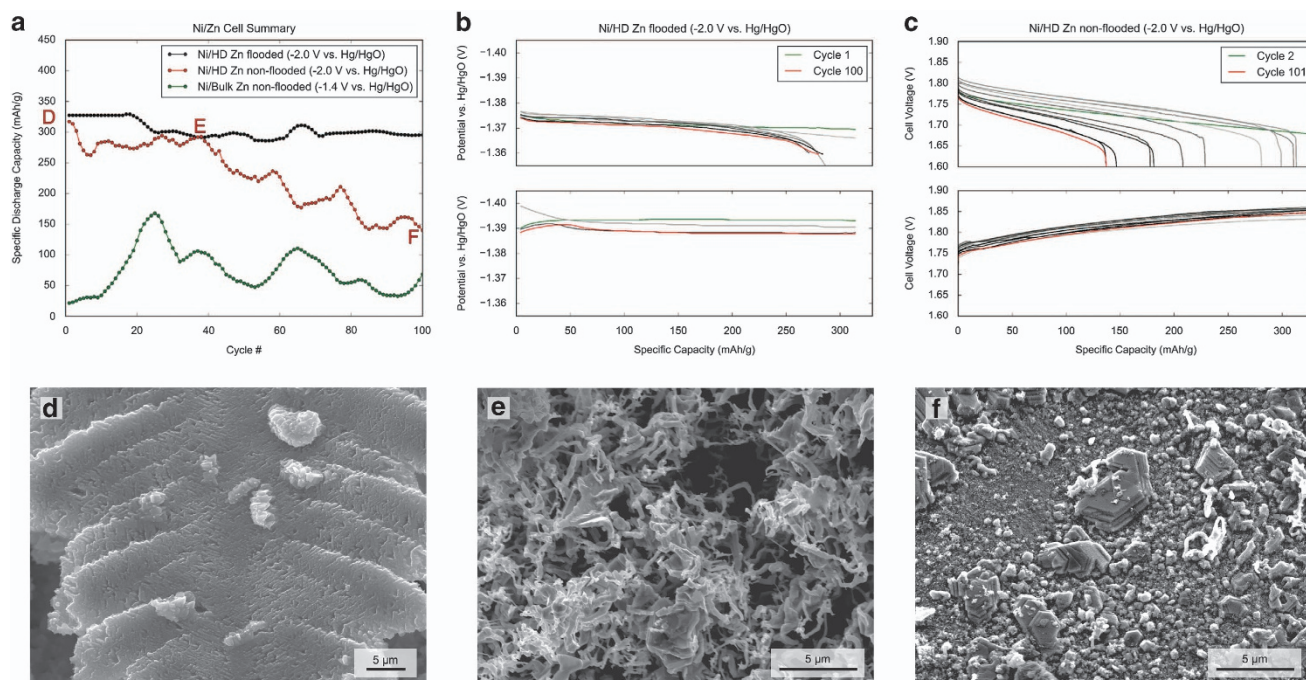 a
Ni/Zn Cell Summary
Specific Discharge Capacity (mAh/g)
450
400
350
300
250
200
150
100
50
0
Ni/HD Zn flooded (-2.0 V vs. Hg/HgO)
Ni/HD Zn non-flooded (-2.0 V vs. Hg/HgO)
Ni/Bulk Zn non-flooded (-1.4 V vs. Hg/HgO)
D
E
F
0 20 40 60 80 100
Cycle #
b
Ni/HD Zn flooded (-2.0 V vs. Hg/HgO)
Potential vs. Hg/HgO (V)
−1.40
−1.39
−1.38
−1.37
−1.36
Cycle 1
Cycle 100
Potential vs. Hg/HgO (V)
−1.40
−1.39
−1.38
−1.37
−1.36
0 50 100 150 200 250 300
Specific Capacity (mAh/g)
c
Ni/HD Zn non-flooded (-2.0 V vs. Hg/HgO)
Cell Voltage (V)
1.90
1.85
1.80
1.75
1.70
1.65
1.60
Cycle 2
Cycle 101
Cell Voltage (V)
1.90
1.85
1.80
1.75
1.70
1.65
1.60
0 50 100 150 200 250 300
Specific Capacity (mAh/g)
d
5 μm
e
5 μm
f
5 μm